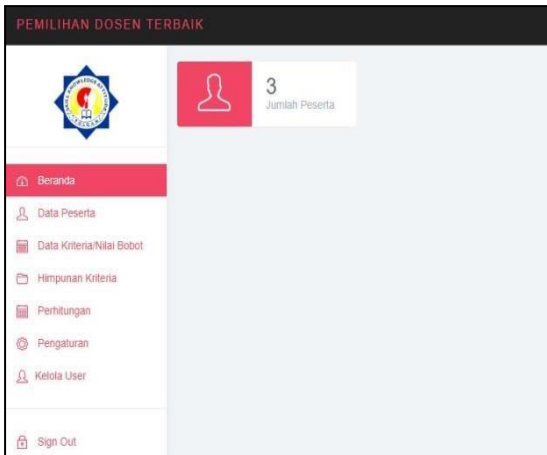 PEMILIHAN DOSEN TERBAIK
3
Jumlah Peserta
Beranda
Data Peserta
Data Kriteria/Nilai Bobot
Himpunan Kriteria
Perhitungan
Pengaturan
Kelola User
Sign Out